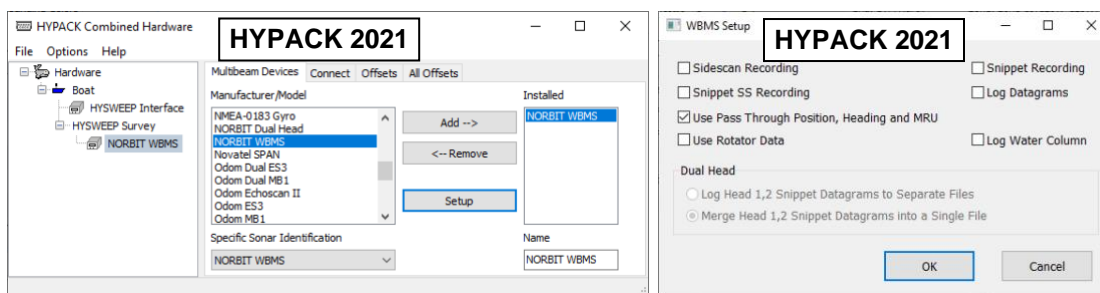 HYPACK Combined Hardware
HYPACK 2021
File Options Help
Hardware
Boat
HYSWEEP Interface
HYSWEEP Survey
NORBIT WBMS
Multibeam Devices Connect Offsets All Offsets
Manufacturer/Model
NMEA-0183 Gyro
NORBIT Dual Head
NORBIT WBMS
Novatel SPAN
Odom Dual ES3
Odom Dual MB1
Odom Echoscan II
Odom ES3
Odom MB1
Add -->
<-- Remove
Setup
Installed
NORBIT WBMS
Specific Sonar Identification
NORBIT WBMS
Name
NORBIT WBMS
WBMS Setup
HYPACK 2021
Sidescan Recording
Snippet Recording
Snippet SS Recording
Log Datagrams
Use Pass Through Position, Heading and MRU
Use Rotator Data
Log Water Column
Dual Head
Log Head 1,2 Snippet Datagrams to Separate Files
Merge Head 1,2 Snippet Datagrams into a Single File
OK
Cancel